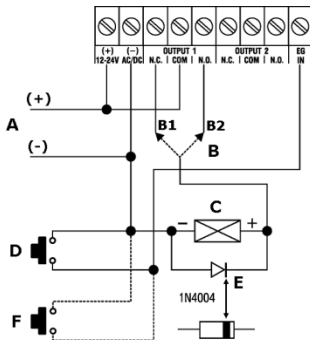 (+) (−) OUTPUT 1 OUTPUT 2 EG
12-24V AC/DC N.C. COM N.O. N.C. COM N.O. IN
(+)
A
B1 B2
(-)
B
C
− +
D
E
1N4004
F